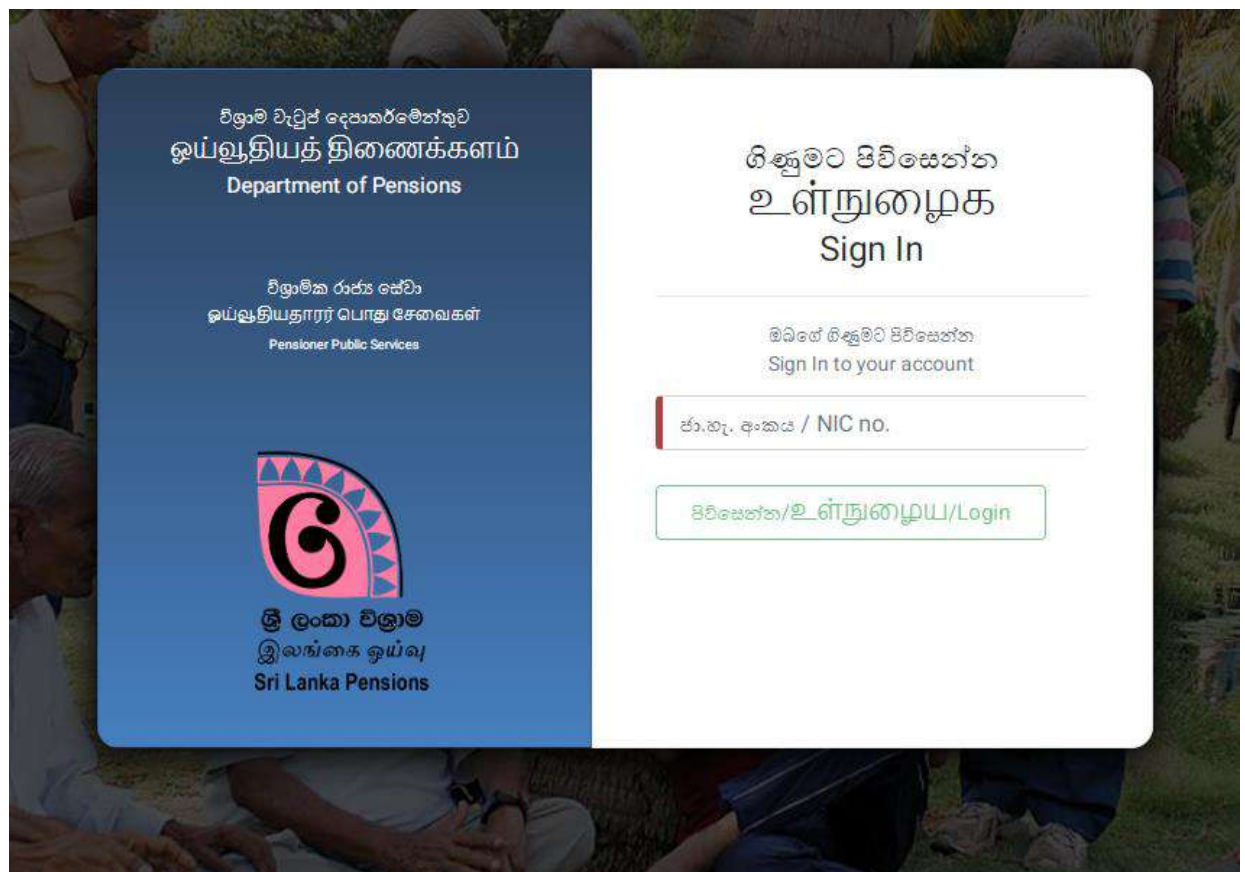 විශ්‍රාම වැටුප් දෙපාර්තමේන්තුව
ஓய்வூதியத் திணைக்களம்
Department of Pensions
විශ්‍රාමික රාජ්‍ය සේවා
ஓய்வூதியதாரர் பொது சேவைகள்
Pensioner Public Services
ශ්‍රී ලංකා විශ්‍රාම
இலங்கை ஓய்வு
Sri Lanka Pensions
ගිණුමට පිවිසෙන්න
உள்நுழைக
Sign In
ඔබගේ ගිණුමට පිවිසෙන්න
Sign In to your account
ජා.හැ. අංකය / NIC no.
පිවිසෙන්න/உள்நுழைய/Login